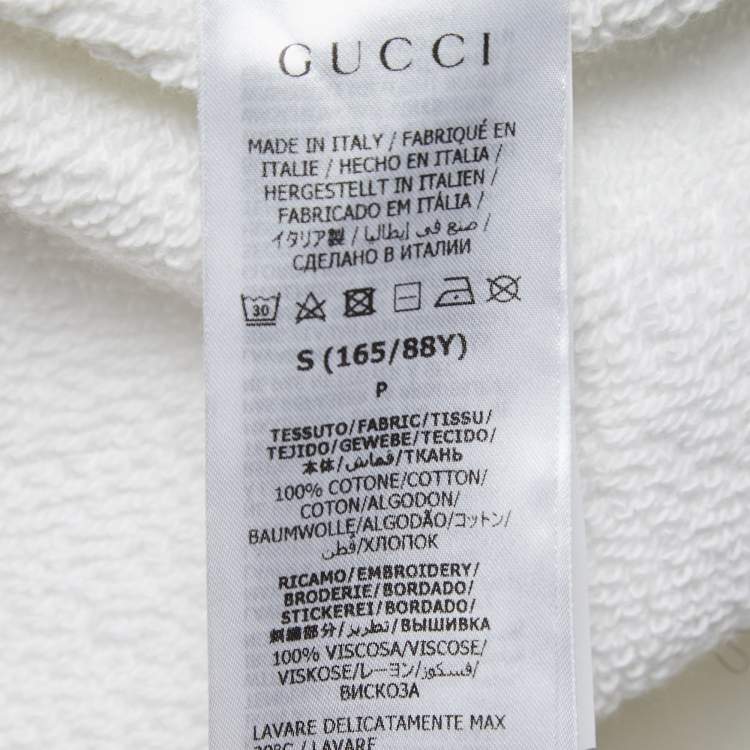 GUCCI
MADE IN ITALY / FABRIQUÉ EN
ITALIE / HECHO EN ITALIA /
HERGESTELLT IN ITALIEN /
FABRICADO EM ITÁLIA /
イタリア製 / صنع في إيطاليا /
СДЕЛАНО В ИТАЛИИ
30
S (165/88Y)
P
TESSUTO/FABRIC/TISSU/
TEJIDO/GEWEBE/TECIDO/
本体/قماش/ТКАНЬ
100% COTONE/COTTON/
COTON/ALGODON/
BAUMWOLLE/ALGODÃO/コットン/
قطن/ХЛОПОК
RICAMO/EMBROIDERY/
BRODERIE/BORDADO/
STICKEREI/BORDADO/
刺繍部分/تطريز/ВЫШИВКА
100% VISCOSA/VISCOSE/
VISKOSE/レーヨン/فسكوز/
ВИСКОЗА
LAVARE DELICATAMENTE MAX
30°C / LAVARE